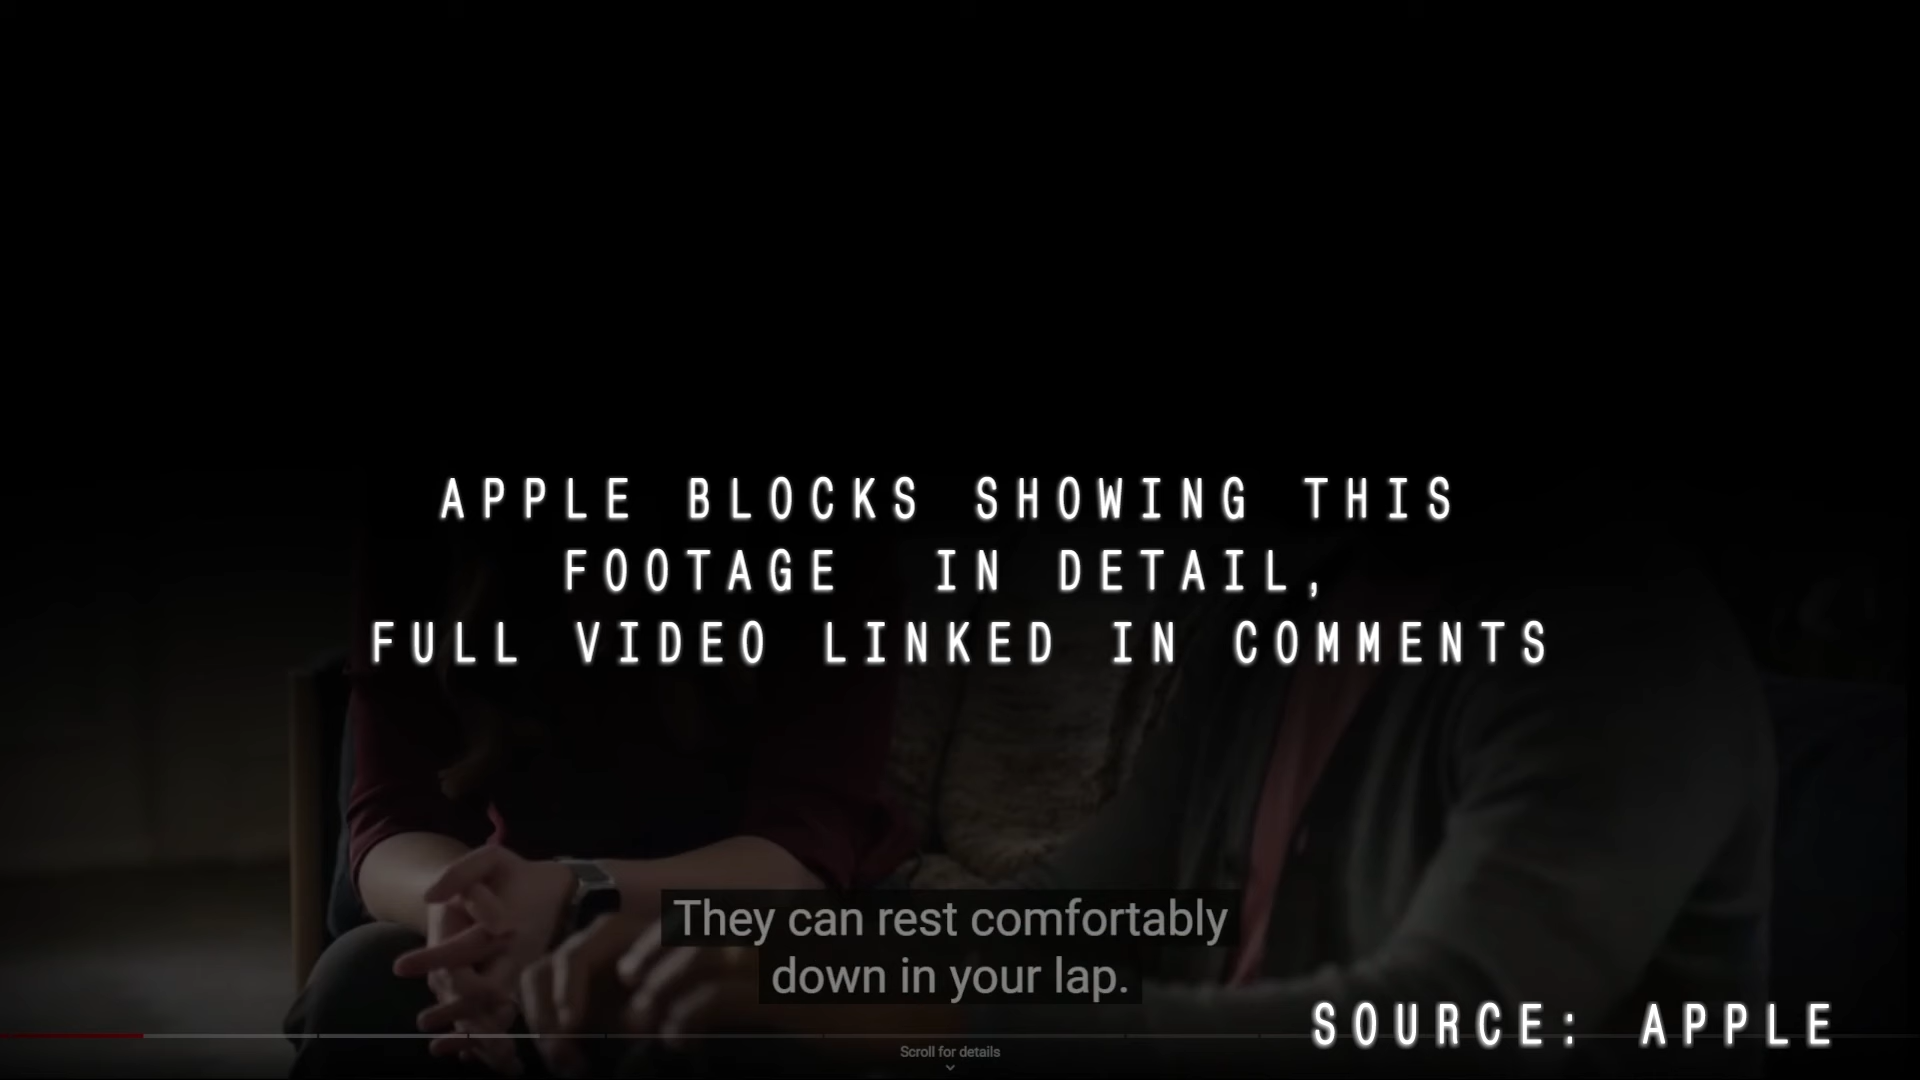 APPLE BLOCKS SHOWING THIS
FOOTAGE IN DETAIL,
FULL VIDEO LINKED IN COMMENTS
They can rest comfortably
down in your lap.
SOURCE: APPLE
Scroll for details